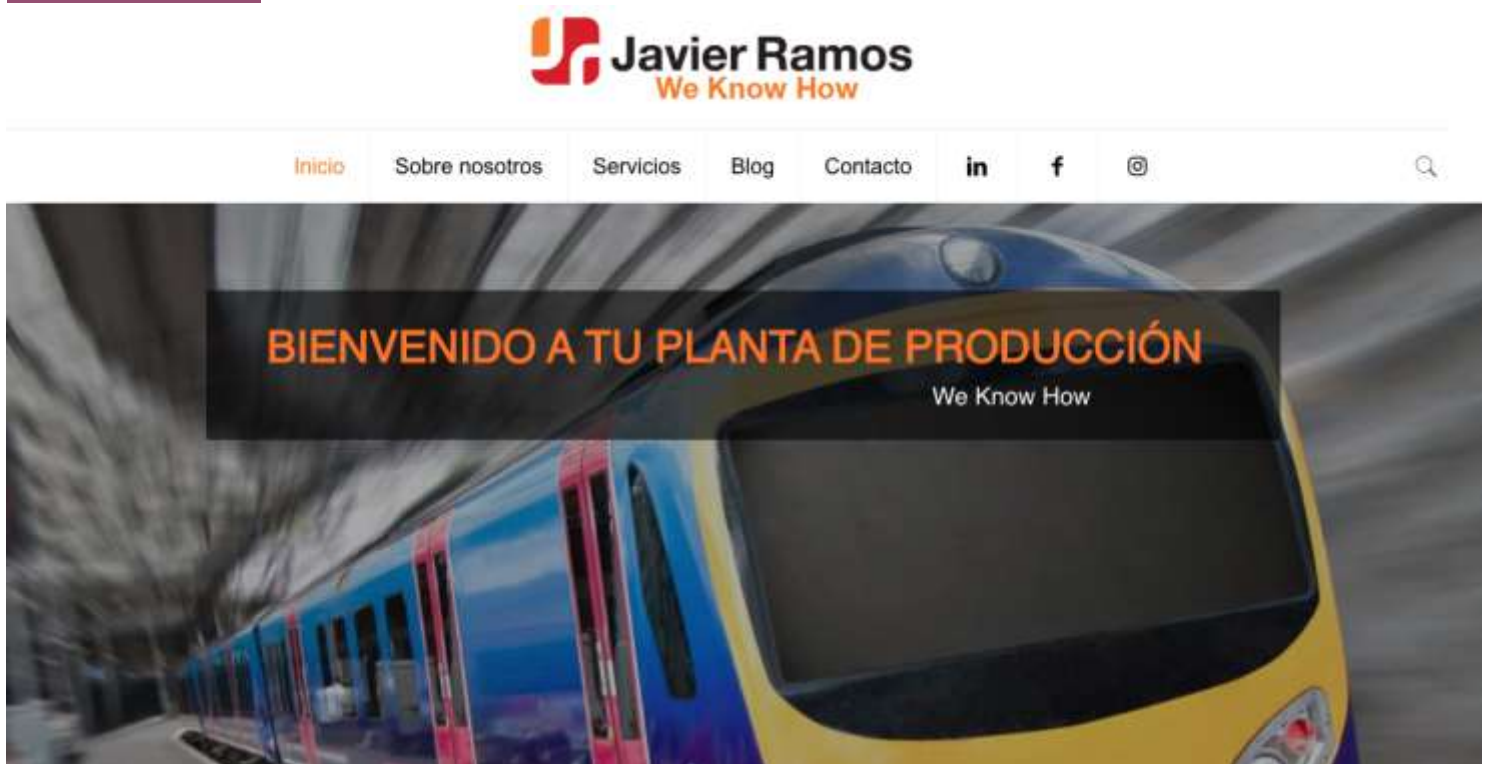 Javier Ramos
We Know How
Inicio Sobre nosotros Servicios Blog Contacto in f
BIENVENIDO A TU PLANTA DE PRODUCCIÓN
We Know How